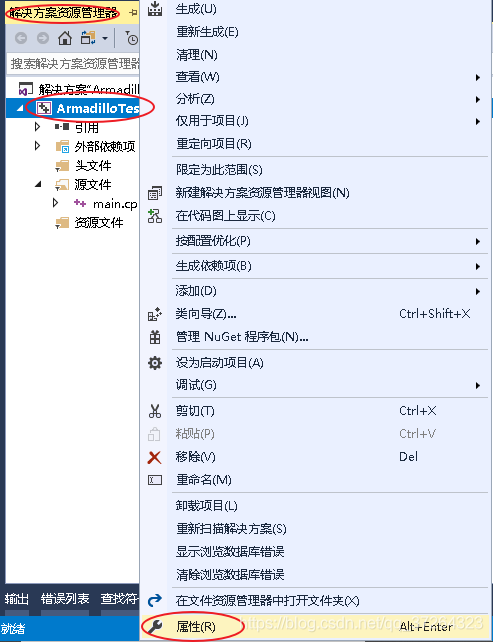 解决方案资源管理器
搜索解决方案资源管理器
解决方案"Armadill
ArmadilloTes
引用
外部依赖项
头文件
源文件
main.cp
资源文件
生成(U)
重新生成(E)
清理(N)
查看(W)
分析(Z)
仅用于项目(J)
重定向项目(R)
限定为此范围(S)
新建解决方案资源管理器视图(N)
在代码图上显示(C)
按配置优化(P)
生成依赖项(B)
添加(D)
类向导(Z)... Ctrl+Shift+X
管理 NuGet 程序包(N)...
设为启动项目(A)
调试(G)
剪切(T) Ctrl+X
粘贴(P) Ctrl+V
移除(V) Del
重命名(M)
卸载项目(L)
重新扫描解决方案(S)
显示浏览数据库错误
清除浏览数据库错误
在文件资源管理器中打开文件夹(X)
属性(R) Alt+Enter
输出 错误列表 查找符
就绪